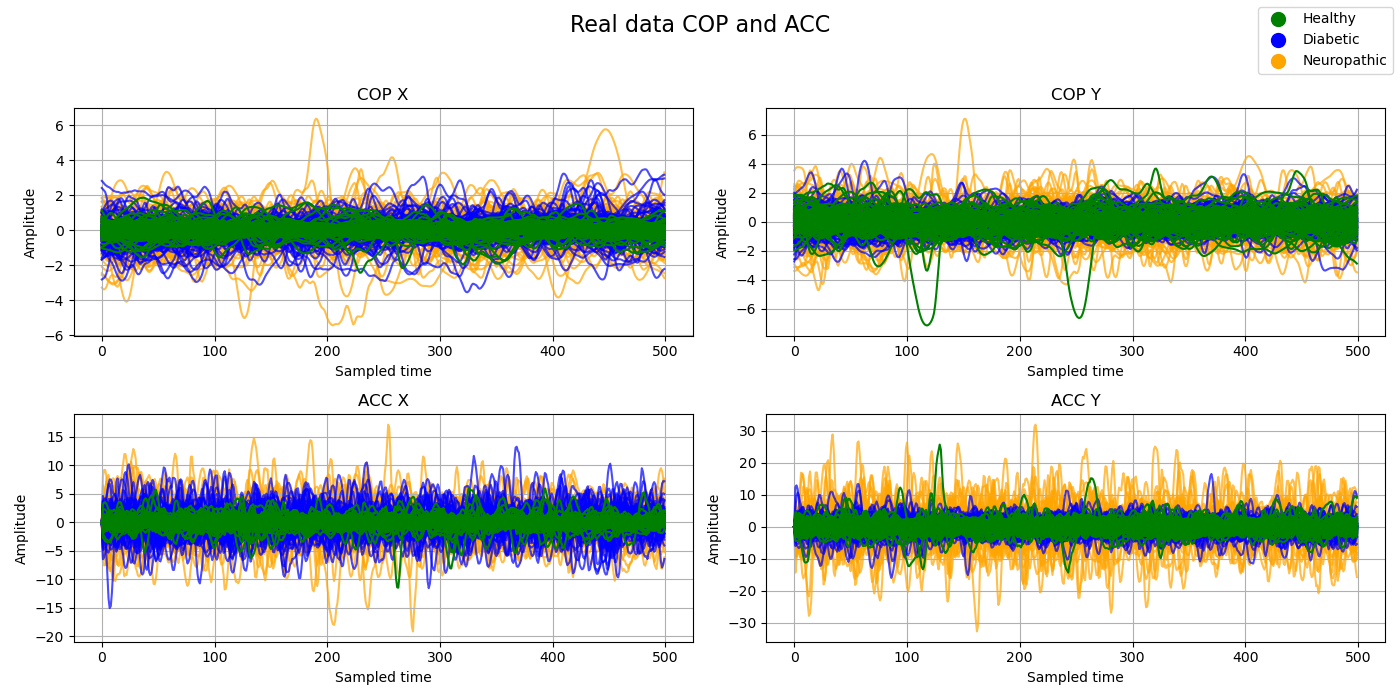 Real data COP and ACC
Healthy
Diabetic
Neuropathic
COP X
Amplitude
6
4
2
0
−2
−4
−6
0 100 200 300 400 500
Sampled time
COP Y
Amplitude
6
4
2
0
−2
−4
−6
0 100 200 300 400 500
Sampled time
ACC X
Amplitude
15
10
5
0
−5
−10
−15
−20
0 100 200 300 400 500
Sampled time
ACC Y
Amplitude
30
20
10
0
−10
−20
−30
0 100 200 300 400 500
Sampled time